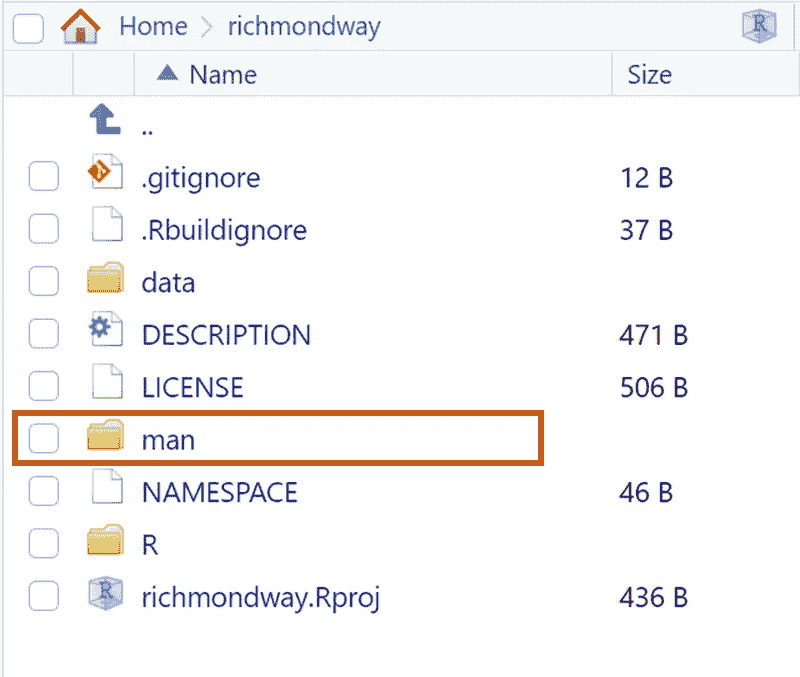 Home > richmondway
Name Size
..
.gitignore 12 B
.Rbuildignore 37 B
data
DESCRIPTION 471 B
LICENSE 506 B
man
NAMESPACE 46 B
R
richmondway.Rproj 436 B